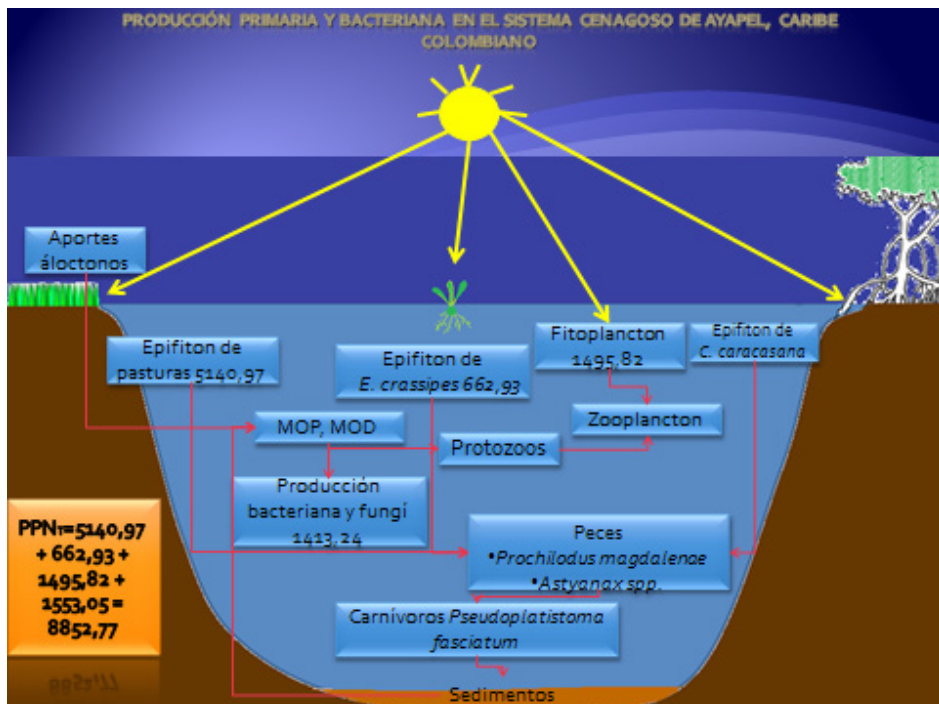 PRODUCCIÓN PRIMARIA Y BACTERIANA EN EL SISTEMA CENAGOSO DE AYAPEL, CARIBE
COLOMBIANO
Aportes
áloctonos
Epifiton de
pasturas 5140,97
Epifiton de
E. crassipes 662,93
Fitoplancton
1495,82
Epifiton de
C. caracasana
MOP, MOD
Protozoos
Zooplancton
Producción
bacteriana y fungí
1413,24
Peces
•Prochilodus magdalenae
•Astyanax spp.
Carnívoros Pseudoplatistoma
fasciatum
Sedimentos
PPNT=5140,97
+ 662,93 +
1495,82 +
1553,05 =
8852,77